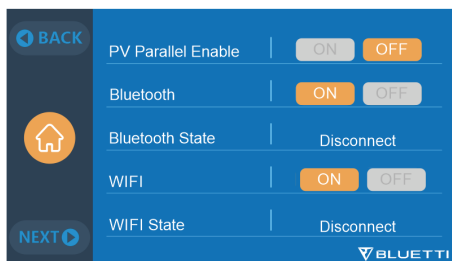 BACK
PV Parallel Enable ON OFF
Bluetooth ON OFF
Bluetooth State Disconnect
WIFI ON OFF
WIFI State Disconnect
NEXT
BLUETTI